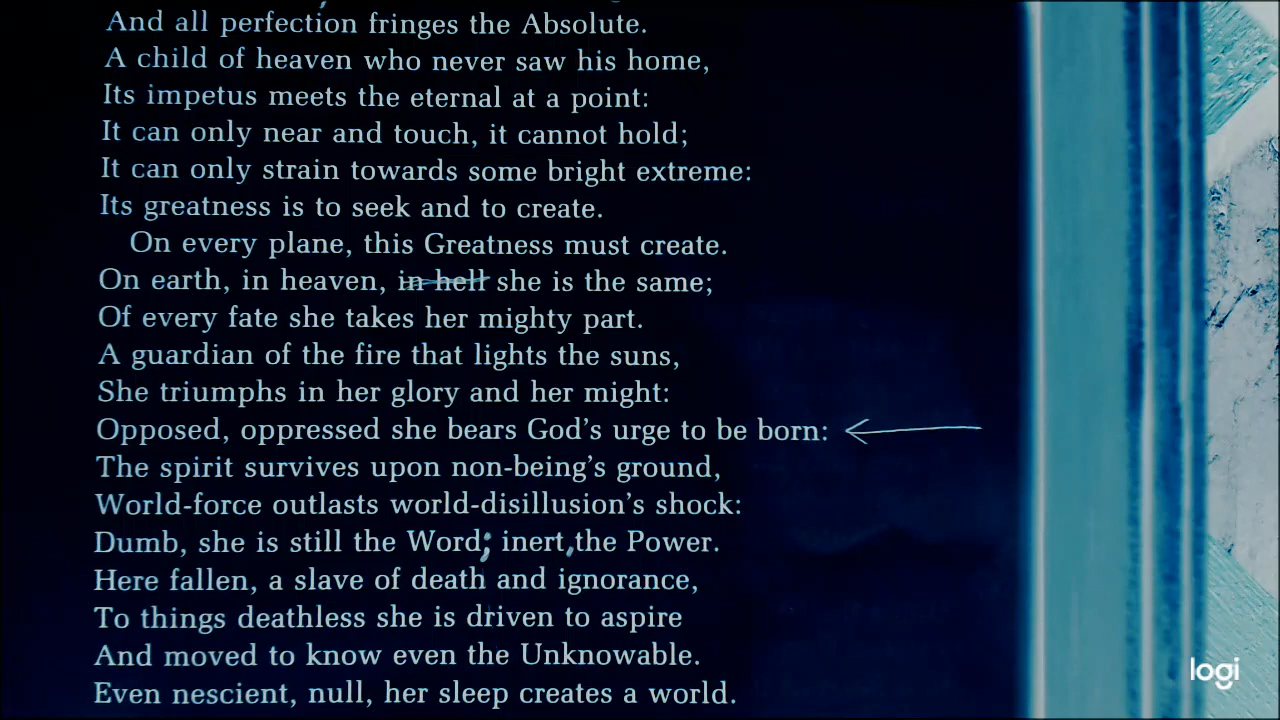 And all perfection fringes the Absolute.
A child of heaven who never saw his home,
Its impetus meets the eternal at a point:
It can only near and touch, it cannot hold;
It can only strain towards some bright extreme:
Its greatness is to seek and to create.
On every plane, this Greatness must create.
On earth, in heaven, in hell she is the same;
Of every fate she takes her mighty part.
A guardian of the fire that lights the suns,
She triumphs in her glory and her might:
Opposed, oppressed she bears God's urge to be born:
The spirit survives upon non-being's ground,
World-force outlasts world-disillusion's shock:
Dumb, she is still the Word; inert,the Power.
Here fallen, a slave of death and ignorance,
To things deathless she is driven to aspire
And moved to know even the Unknowable.
Even nescient, null, her sleep creates a world.
logi